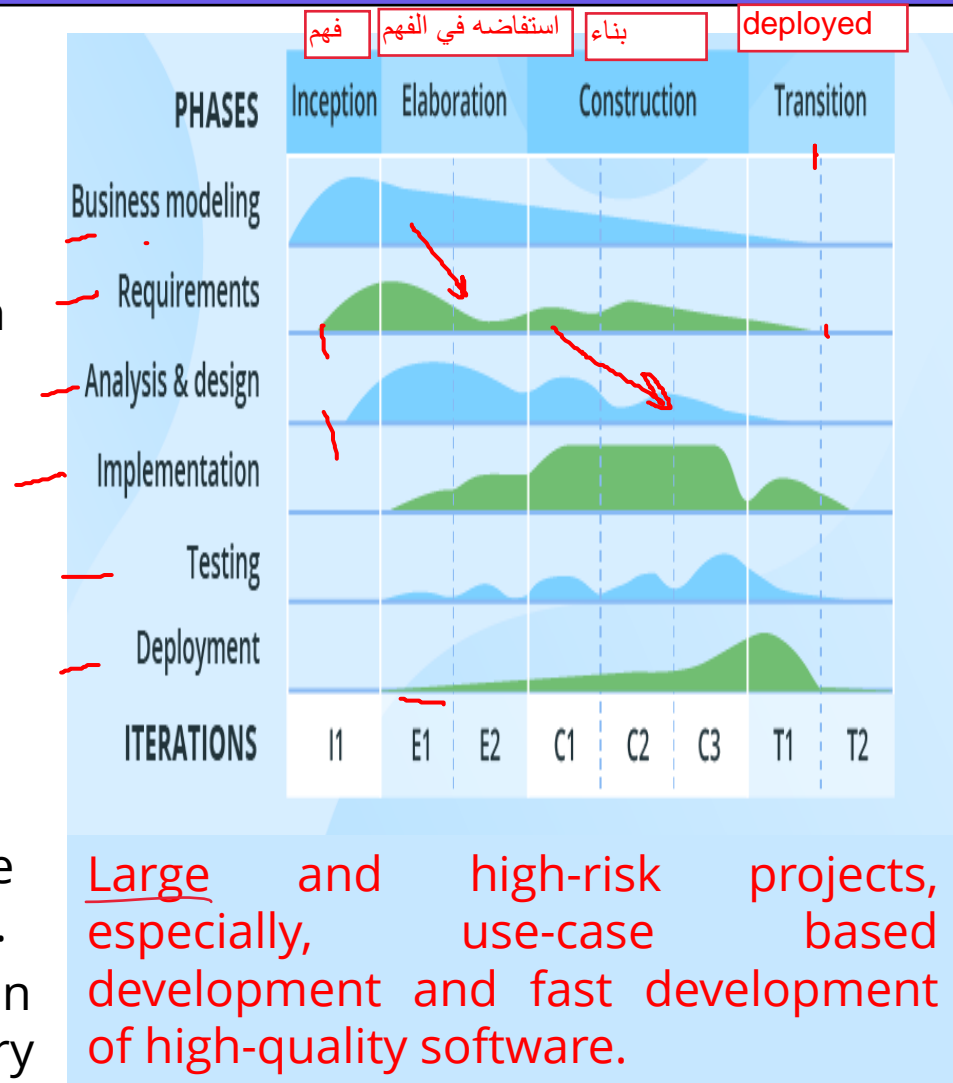 فهم
استفاضه في الفهم
بناء
deployed
PHASES Inception Elaboration Construction Transition
Business modeling
Requirements
Analysis & design
Implementation
Testing
Deployment
ITERATIONS I1 E1 E2 C1 C2 C3 T1 T2
Large and high-risk projects,
especially, use-case based
development and fast development
of high-quality software.